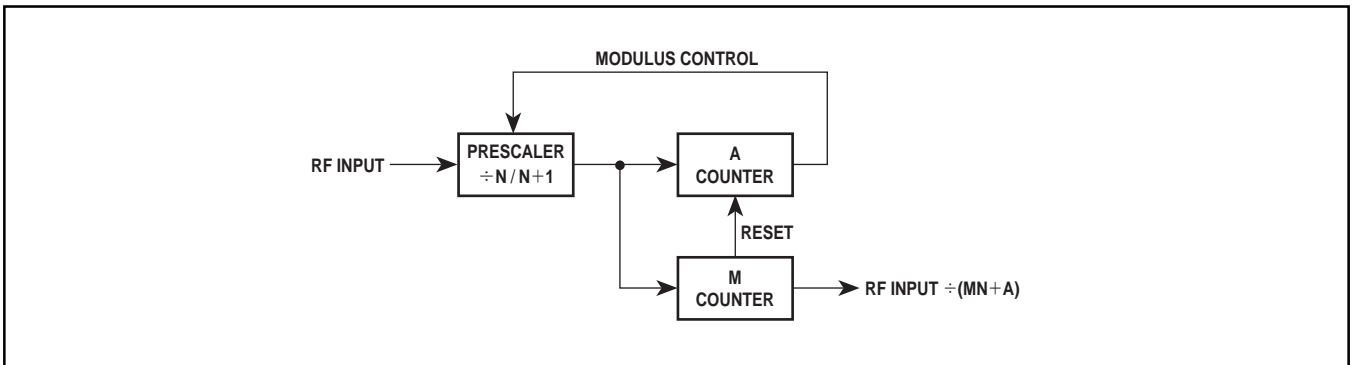 MODULUS CONTROL
RF INPUT
PRESCALER
÷N/N+1
A
COUNTER
RESET
M
COUNTER
RF INPUT ÷(MN+A)